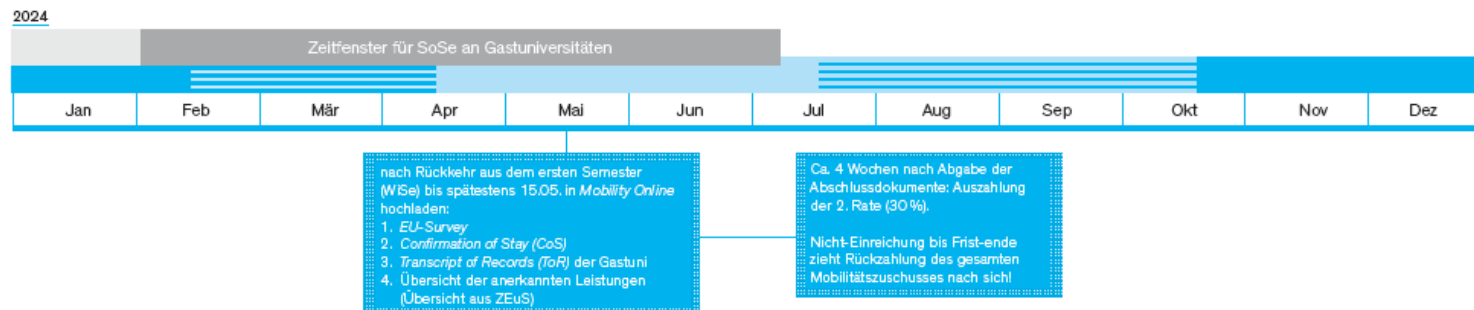 2024
Zeitfenster für SoSe an Gastuniversitäten
Jan Feb Mär Apr Mai Jun Jul Aug Sep Okt Nov Dez
nach Rückkehr aus dem ersten Semester
(WiSe) bis spätestens 15.05. in Mobility Online
hochladen:
1. EU-Survey
2. Confirmation of Stay (CoS)
3. Transcript of Records (ToR) der Gastuni
4. Übersicht der anerkannten Leistungen
(Übersicht aus ZEuS)
Ca. 4 Wochen nach Abgabe der
Abschlussdokumente: Auszahlung
der 2. Rate (30 %).
Nicht-Einreichung bis Frist-ende
zieht Rückzahlung des gesamten
Mobilitätszuschusses nach sich!